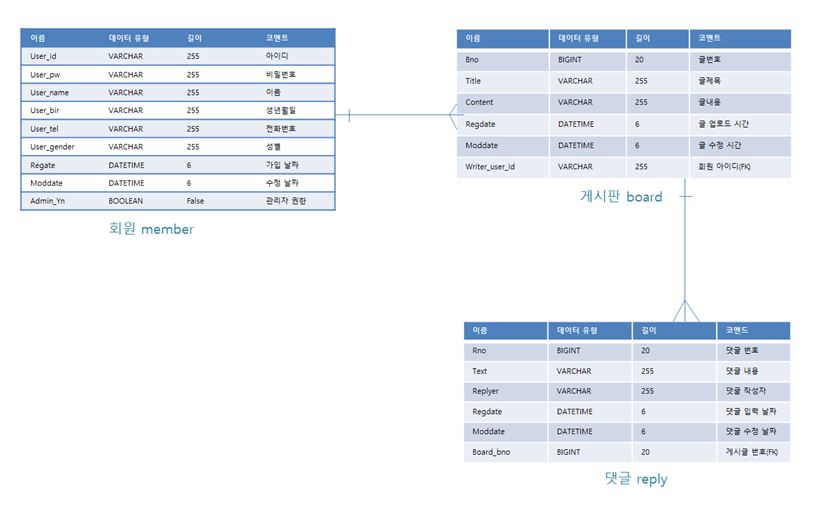 이름 데이터 유형 길이 코멘트
User_id VARCHAR 255 아이디
User_pw VARCHAR 255 비밀번호
User_name VARCHAR 255 이름
User_bir VARCHAR 255 생년월일
User_tel VARCHAR 255 전화번호
User_gender VARCHAR 255 성별
Regate DATETIME 6 가입 날짜
Moddate DATETIME 6 수정 날짜
Admin_Yn BOOLEAN False 관리자 권한
회원 member
이름 데이터 유형 길이 코멘트
Bno BIGINT 20 글번호
Title VARCHAR 255 글제목
Content VARCHAR 255 글내용
Regdate DATETIME 6 글 업로드 시간
Moddate DATETIME 6 글 수정 시간
Writer_user_id VARCHAR 255 회원 아이디(FK)
게시판 board
이름 데이터 유형 길이 코멘드
Rno BIGINT 20 댓글 번호
Text VARCHAR 255 댓글 내용
Replyer VARCHAR 255 댓글 작성자
Regdate DATETIME 6 댓글 입력 날짜
Moddate DATETIME 6 댓글 수정 날짜
Board_bno BIGINT 20 게시글 번호(FK)
댓글 reply